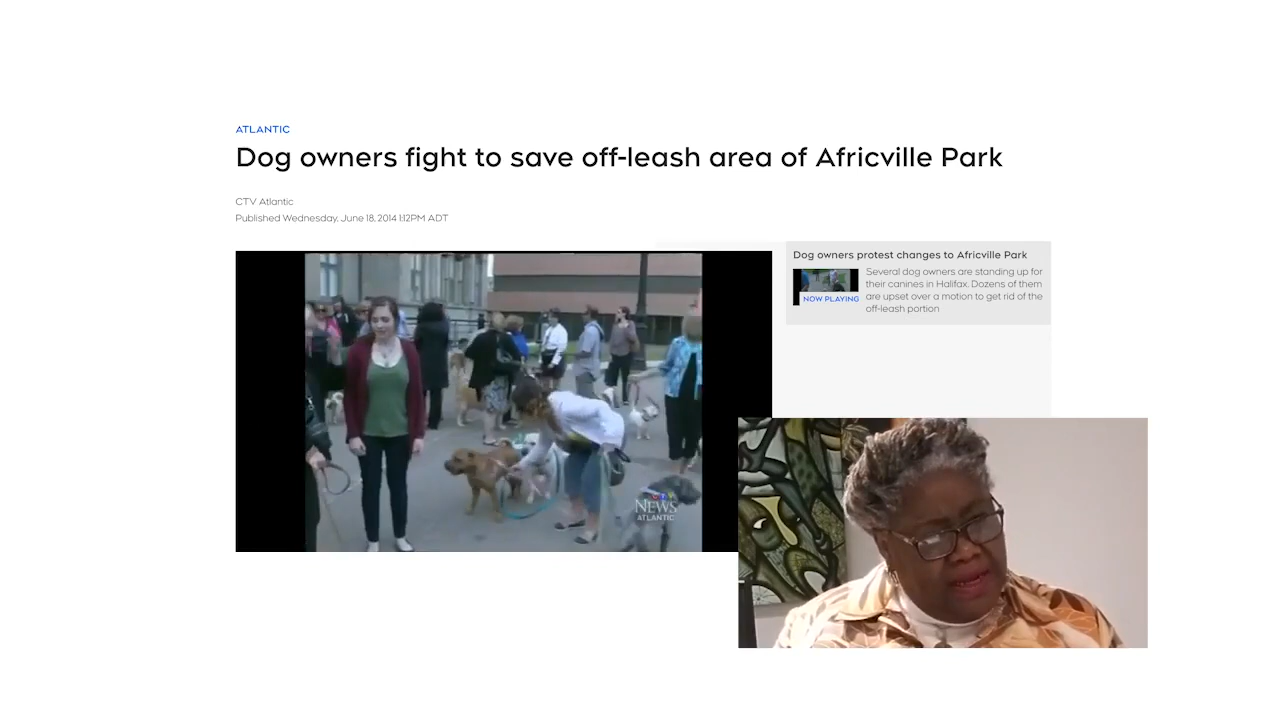 ATLANTIC
Dog owners fight to save off-leash area of Africville Park
CTV Atlantic
Published Wednesday, June 18, 2014 1:12PM ADT
Dog owners protest changes to Africville Park
Several dog owners are standing up for
their canines in Halifax. Dozens of them
are upset over a motion to get rid of the
off-leash portion
NOW PLAYING
CTV
NEWS
ATLANTIC